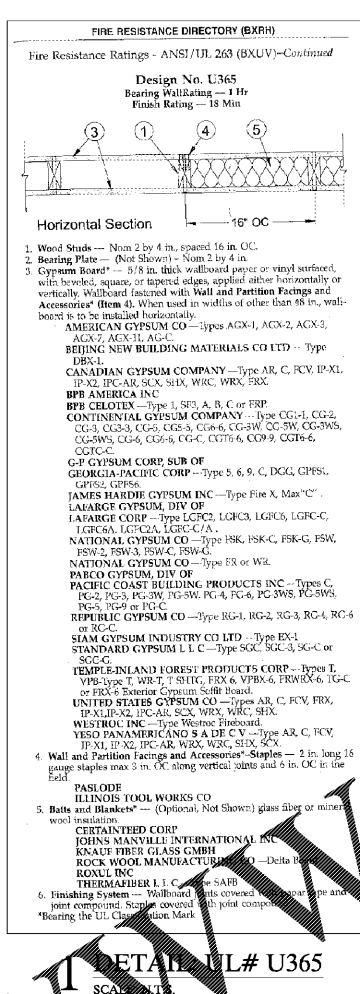 FIRE RESISTANCE DIRECTORY (BXRH)
Fire Resistance Ratings - ANSI/UL 263 (BXUV)–Continued
Design No. U365
Bearing WallRating — 1 Hr
Finish Rating — 18 Min
3 1 4 5
Horizontal Section 16" OC
1. Wood Studs — Nom 2 by 4 in., spaced 16 in. OC.
2. Bearing Plate — (Not Shown) - Nom 2 by 4 in.
3. Gypsum Board* — 5/8 in. thick wallboard paper or vinyl surfaced,
with beveled, square, or tapered edges, applied either horizontally or
vertically. Wallboard fastened with Wall and Partition Facings and
Accessories* (Item 4). When used in widths of other than 48 in., wall-
board is to be installed horizontally.
AMERICAN GYPSUM CO —Types AGX-1, AGX-2, AGX-3,
AGX-7, AGX-11, AG-C.
BEIJING NEW BUILDING MATERIALS CO LTD — Type
DBX-1.
CANADIAN GYPSUM COMPANY —Type AR, C, FCV, IP-X1,
IP-X2, IPC-AR, SCX, SHX, WRC, WRX, FRX.
BPB AMERICA INC
BPB CELOTEX —Type 1, SF3, A, B, C or FRP.
CONTINENTAL GYPSUM COMPANY —Type CG1-1, CG-2,
CG-3, CG3-3, CG-5, CG5-5, CG6-6, CG-3W, CG-5W, CG-3WS,
CG-5WS, CG-6, CG6-6, CG-C, CGT6-6, CG9-9, CGT6-6,
CGTC-C.
G-P GYPSUM CORP, SUB OF
GEORGIA-PACIFIC CORP —Type 5, 6, 9, C, DGG, GPFS1,
GPFS2, GPFS6.
JAMES HARDIE GYPSUM INC —Type Fire X, Max"C" .
LAFARGE GYPSUM, DIV OF
LAFARGE CORP —Type LGFC2, LGFC3, LGFC6, LGFC-C,
LGFC6A, LGFC2A, LGFC-C/A .
NATIONAL GYPSUM CO —Type FSK, FSK-C, FSK-G, FSW,
FSW-2, FSW-3, FSW-C, FSW-G.
NATIONAL GYPSUM CO —Type FR or WR.
PABCO GYPSUM, DIV OF
PACIFIC COAST BUILDING PRODUCTS INC —Types C,
PG-2, PG-3, PG-3W, PG-5W, PG-4, PG-6, PG-3WS, PG-5WS,
PG-5, PG-9 or PG-C.
REPUBLIC GYPSUM CO —Type RG-1, RG-2, RG-3, RG-4, RG-6
or RG-C.
SIAM GYPSUM INDUSTRY CO LTD — Type EX-1
STANDARD GYPSUM L L C —Type SGC, SGC-3, SG-C or
SGC-G.
TEMPLE-INLAND FOREST PRODUCTS CORP —Types T,
VPB-Type T, WR-T, T SHTG, FRX 6, VPBX-6, FRWRX-6, TG-C
or FRX-6 Exterior Gypsum Soffit Board.
UNITED STATES GYPSUM CO —Types AR, C, FCV, FRX,
IP-X1,IP-X2, IPC-AR, SCX, WRX, WRC, SHX.
WESTROC INC —Type Westroc Fireboard.
YESO PANAMERICANO S A DE C V —Type AR, C, FCV,
IP-X1, IP-X2, IPC-AR, WRX, WRC, SHX, SCX.
4. Wall and Partition Facings and Accessories*–Staples — 2 in. long 16
gauge staples max 3 in. OC along vertical joints and 6 in. OC in the
field.
PASLODE
ILLINOIS TOOL WORKS CO
5. Batts and Blankets* — (Optional, Not Shown) glass fiber or mineral
wool insulation.
CERTAINTEED CORP
JOHNS MANVILLE INTERNATIONAL INC
KNAUF FIBER GLASS GMBH
ROCK WOOL MANUFACTURING CO —Delta Board
ROXUL INC
THERMAFIBER L L C —Type SAFB
6. Finishing System — Wallboard joints covered with paper tape and
joint compound. Staples covered with joint compound.
*Bearing the UL Classification Mark
1 DETAIL: UL# U365
SCALE: N.T.S.